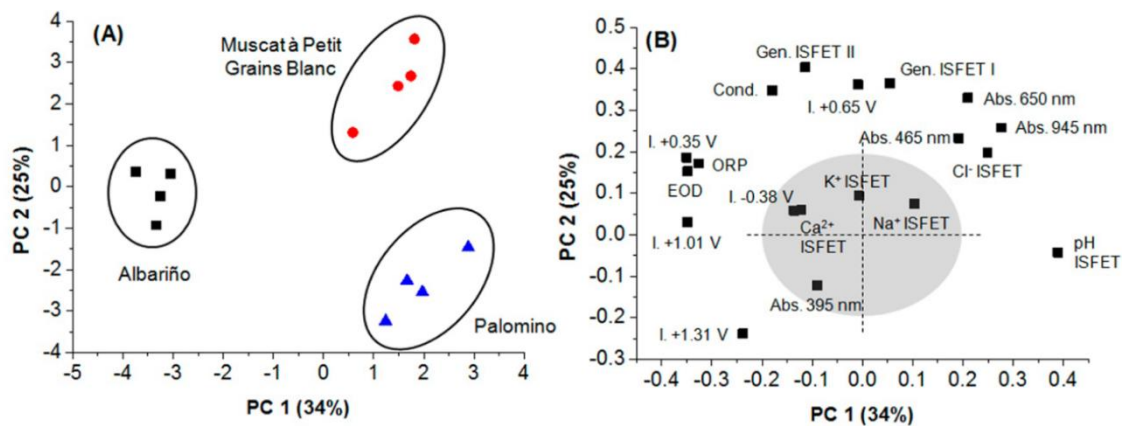 (A)
Muscat à Petit
Grains Blanc
Albariño
Palomino
PC 2 (25%)
4
3
2
1
0
-1
-2
-3
-4
-5 -4 -3 -2 -1 0 1 2 3 4 5
PC 1 (34%)
(B)
Gen. ISFET II
Gen. ISFET I
Cond.
I. +0.65 V
Abs. 650 nm
Abs. 945 nm
Abs. 465 nm
I. +0.35 V
ORP
Cl⁻ ISFET
EOD
K⁺ ISFET
I. -0.38 V
I. +1.01 V
Ca²⁺
ISFET
Na⁺ ISFET
pH
ISFET
Abs. 395 nm
I. +1.31 V
PC 2 (25%)
0.5
0.4
0.3
0.2
0.1
0.0
-0.1
-0.2
-0.3
-0.4 -0.3 -0.2 -0.1 0.0 0.1 0.2 0.3 0.4
PC 1 (34%)